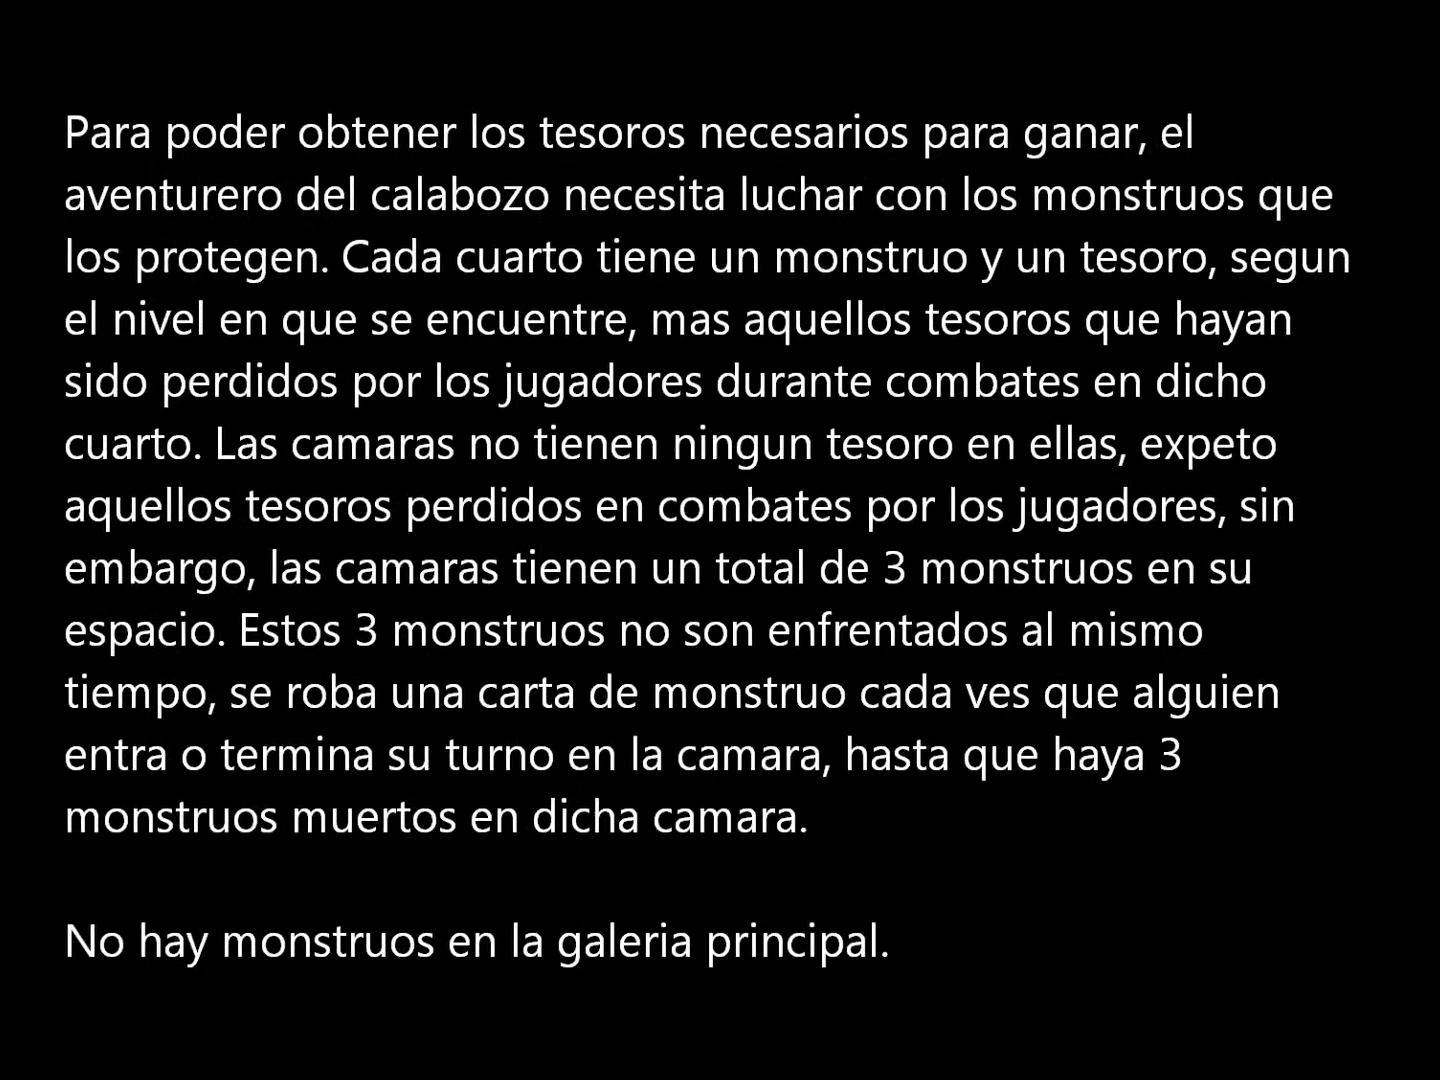 Para poder obtener los tesoros necesarios para ganar, el
aventurero del calabozo necesita luchar con los monstruos que
los protegen. Cada cuarto tiene un monstruo y un tesoro, segun
el nivel en que se encuentre, mas aquellos tesoros que hayan
sido perdidos por los jugadores durante combates en dicho
cuarto. Las camaras no tienen ningun tesoro en ellas, expeto
aquellos tesoros perdidos en combates por los jugadores, sin
embargo, las camaras tienen un total de 3 monstruos en su
espacio. Estos 3 monstruos no son enfrentados al mismo
tiempo, se roba una carta de monstruo cada ves que alguien
entra o termina su turno en la camara, hasta que haya 3
monstruos muertos en dicha camara.
No hay monstruos en la galeria principal.